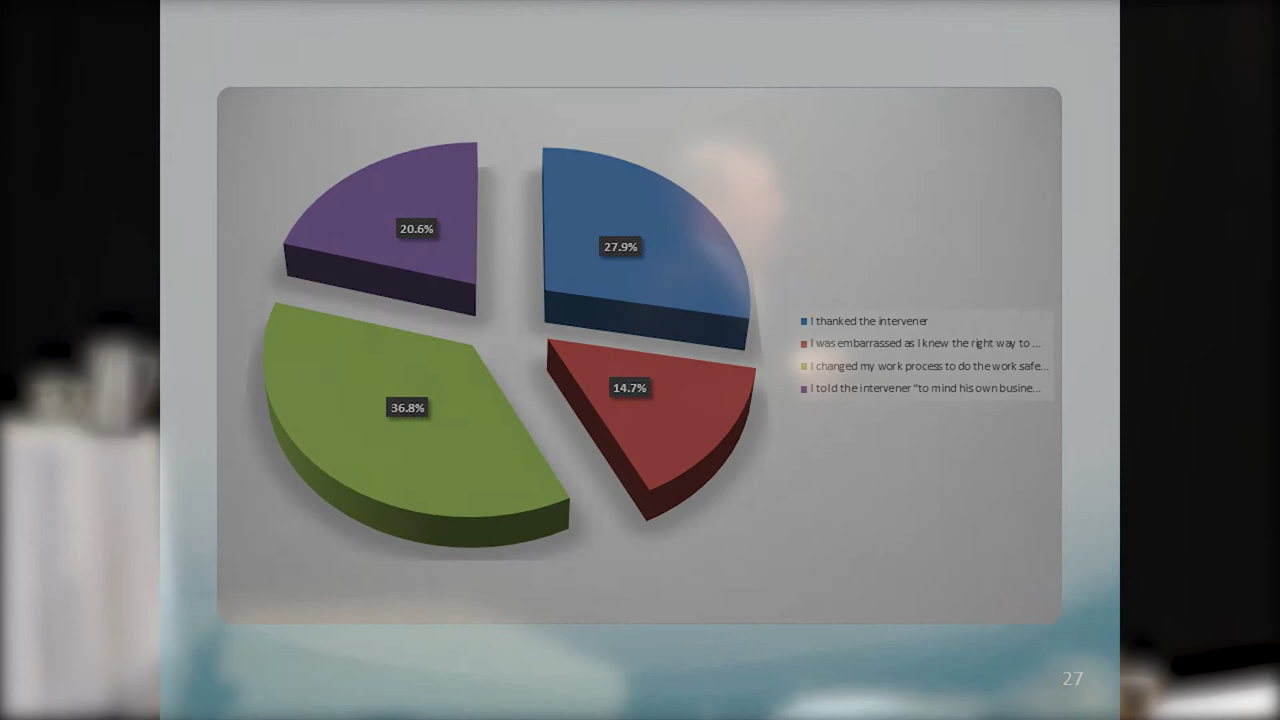 20.6%
27.9%
14.7%
36.8%
I thanked the intervener
I was embarrassed as I knew the right way to ...
I changed my work process to do the work safe...
I told the intervener “to mind his own busine...
27